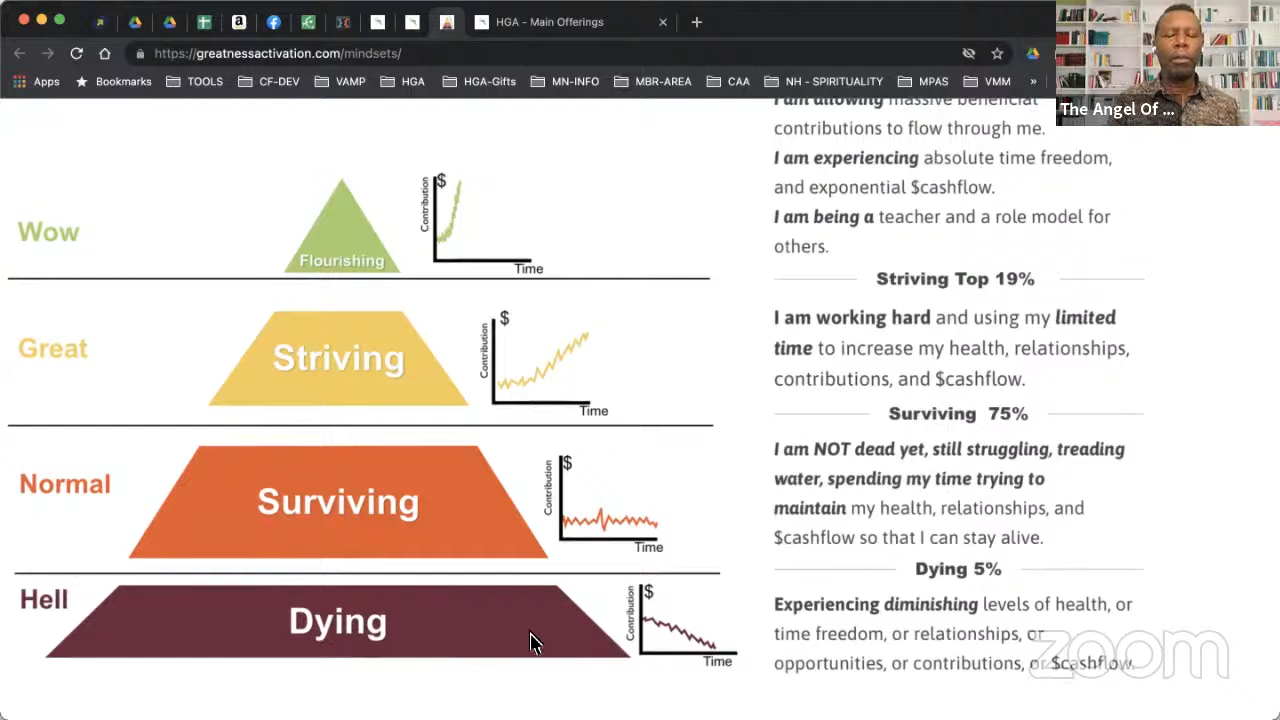 HGA - Main Offerings
https://greatnessactivation.com/mindsets/
Apps Bookmarks TOOLS CF-DEV VAMP HGA HGA-Gifts MN-INFO MBR-AREA CAA NH - SPIRITUALITY MPAS VMM »
The Angel Of ...
Wow
Flourishing
$
Contribution
Time
Great
Striving
$
Contribution
Time
Normal
Surviving
$
Contribution
Time
Hell
Dying
$
Contribution
Time
I am allowing massive beneficial
contributions to flow through me.
I am experiencing absolute time freedom,
and exponential $cashflow.
I am being a teacher and a role model for
others.
Striving Top 19%
I am working hard and using my limited
time to increase my health, relationships,
contributions, and $cashflow.
Surviving 75%
I am NOT dead yet, still struggling, treading
water, spending my time trying to
maintain my health, relationships, and
$cashflow so that I can stay alive.
Dying 5%
Experiencing diminishing levels of health, or
time freedom, or relationships, or
opportunities, or contributions, or $cashflow.
zoom